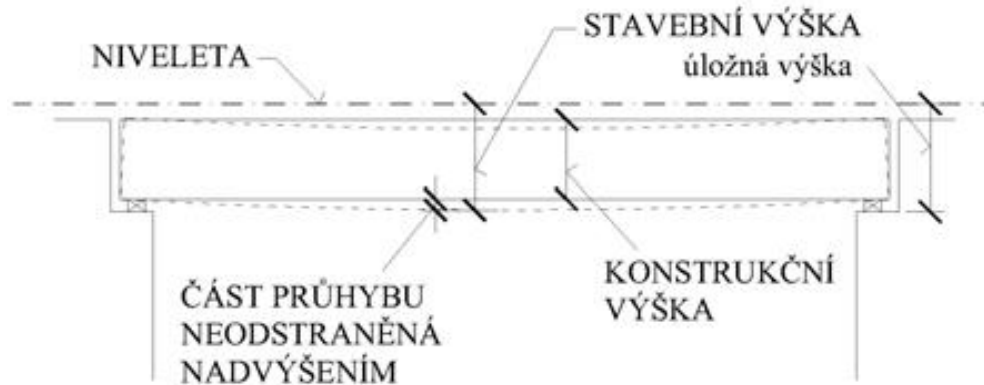 STAVEBNÍ VÝŠKA
NIVELETA
úložná výška
KONSTRUKČNÍ
VÝŠKA
ČÁST PRŮHYBU
NEODSTRANĚNÁ
NADVÝŠENÍM